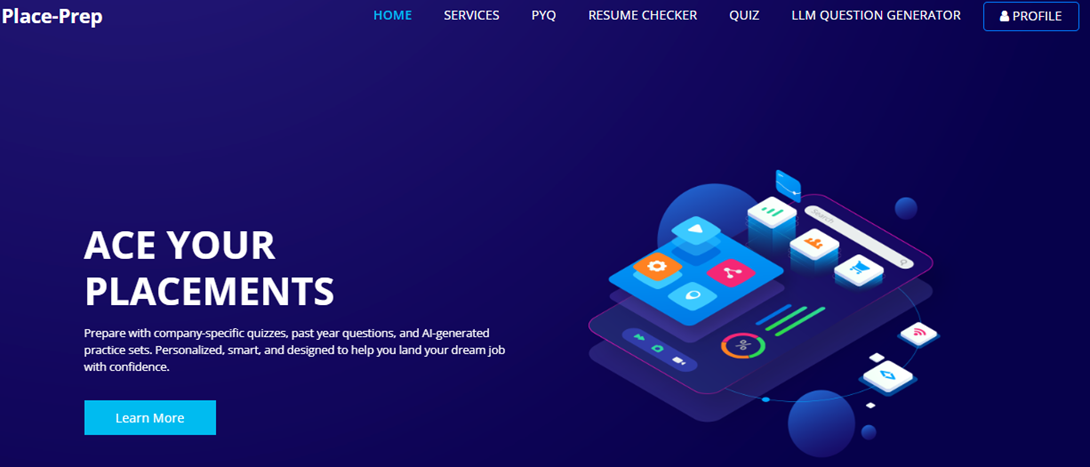 Place-Prep
HOME SERVICES PYQ RESUME CHECKER QUIZ LLM QUESTION GENERATOR PROFILE
ACE YOUR
PLACEMENTS
Prepare with company-specific quizzes, past year questions, and AI-generated
practice sets. Personalized, smart, and designed to help you land your dream job
with confidence.
Learn More
Search
%